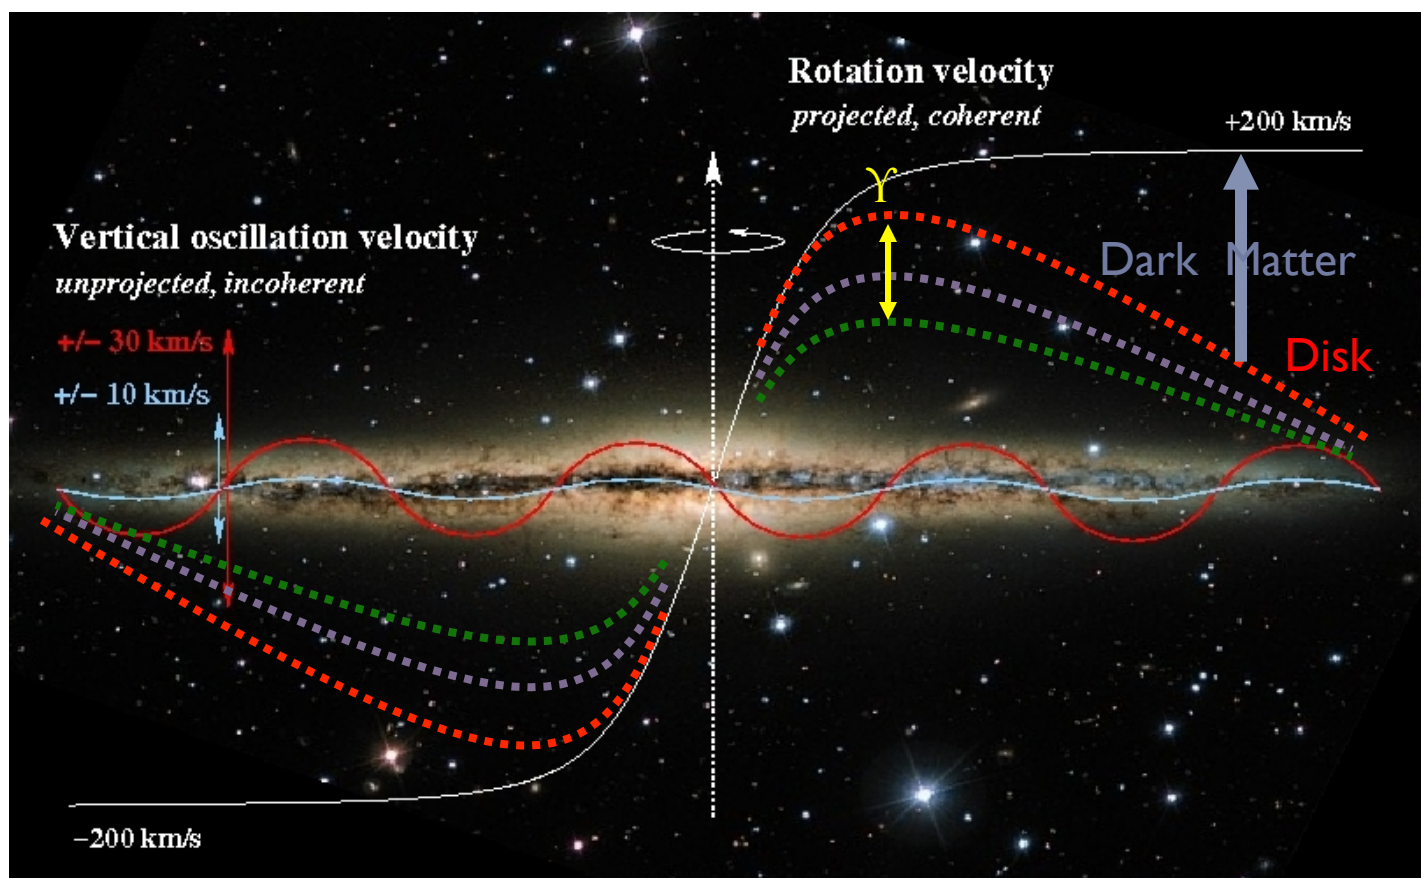 Rotation velocity
projected, coherent
+200 km/s
ϒ
Vertical oscillation velocity
unprojected, incoherent
Dark Matter
+/− 30 km/s
Disk
+/− 10 km/s
−200 km/s